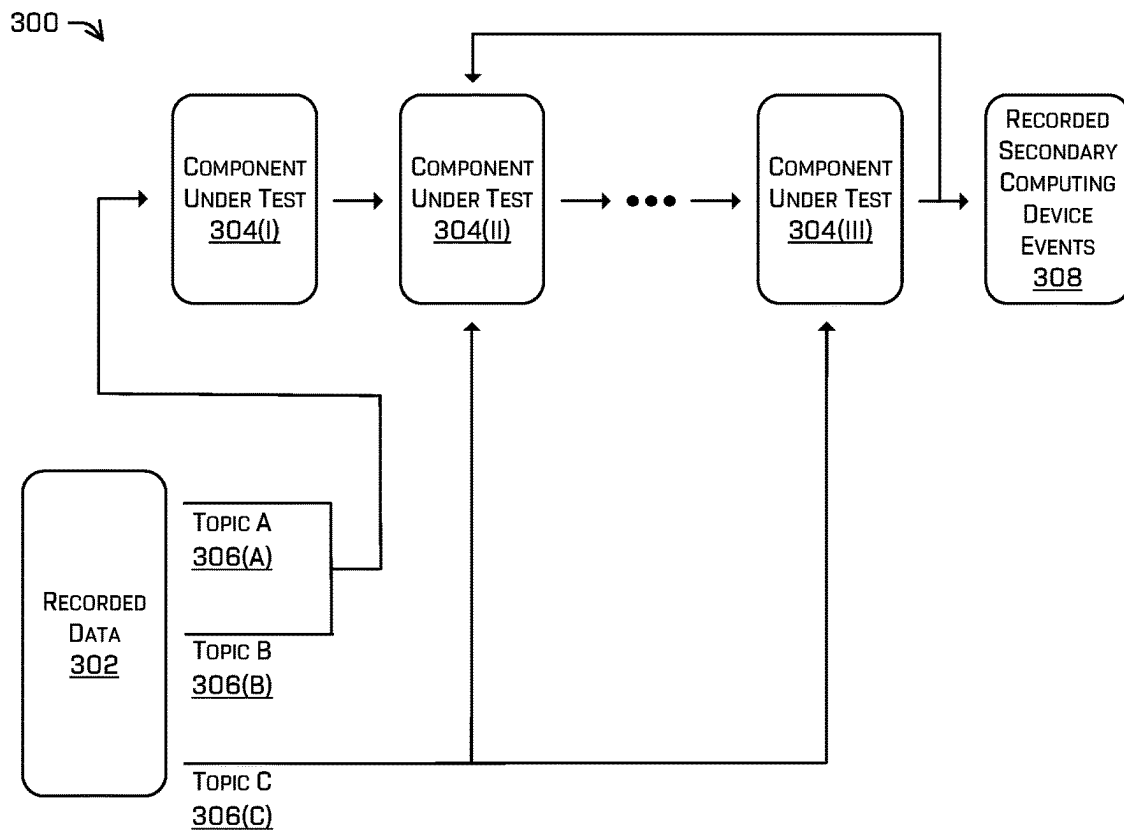 300
COMPONENT
UNDER TEST
304(I)
COMPONENT
UNDER TEST
304(II)
COMPONENT
UNDER TEST
304(III)
RECORDED
SECONDARY
COMPUTING
DEVICE
EVENTS
308
RECORDED
DATA
302
TOPIC A
306(A)
TOPIC B
306(B)
TOPIC C
306(C)